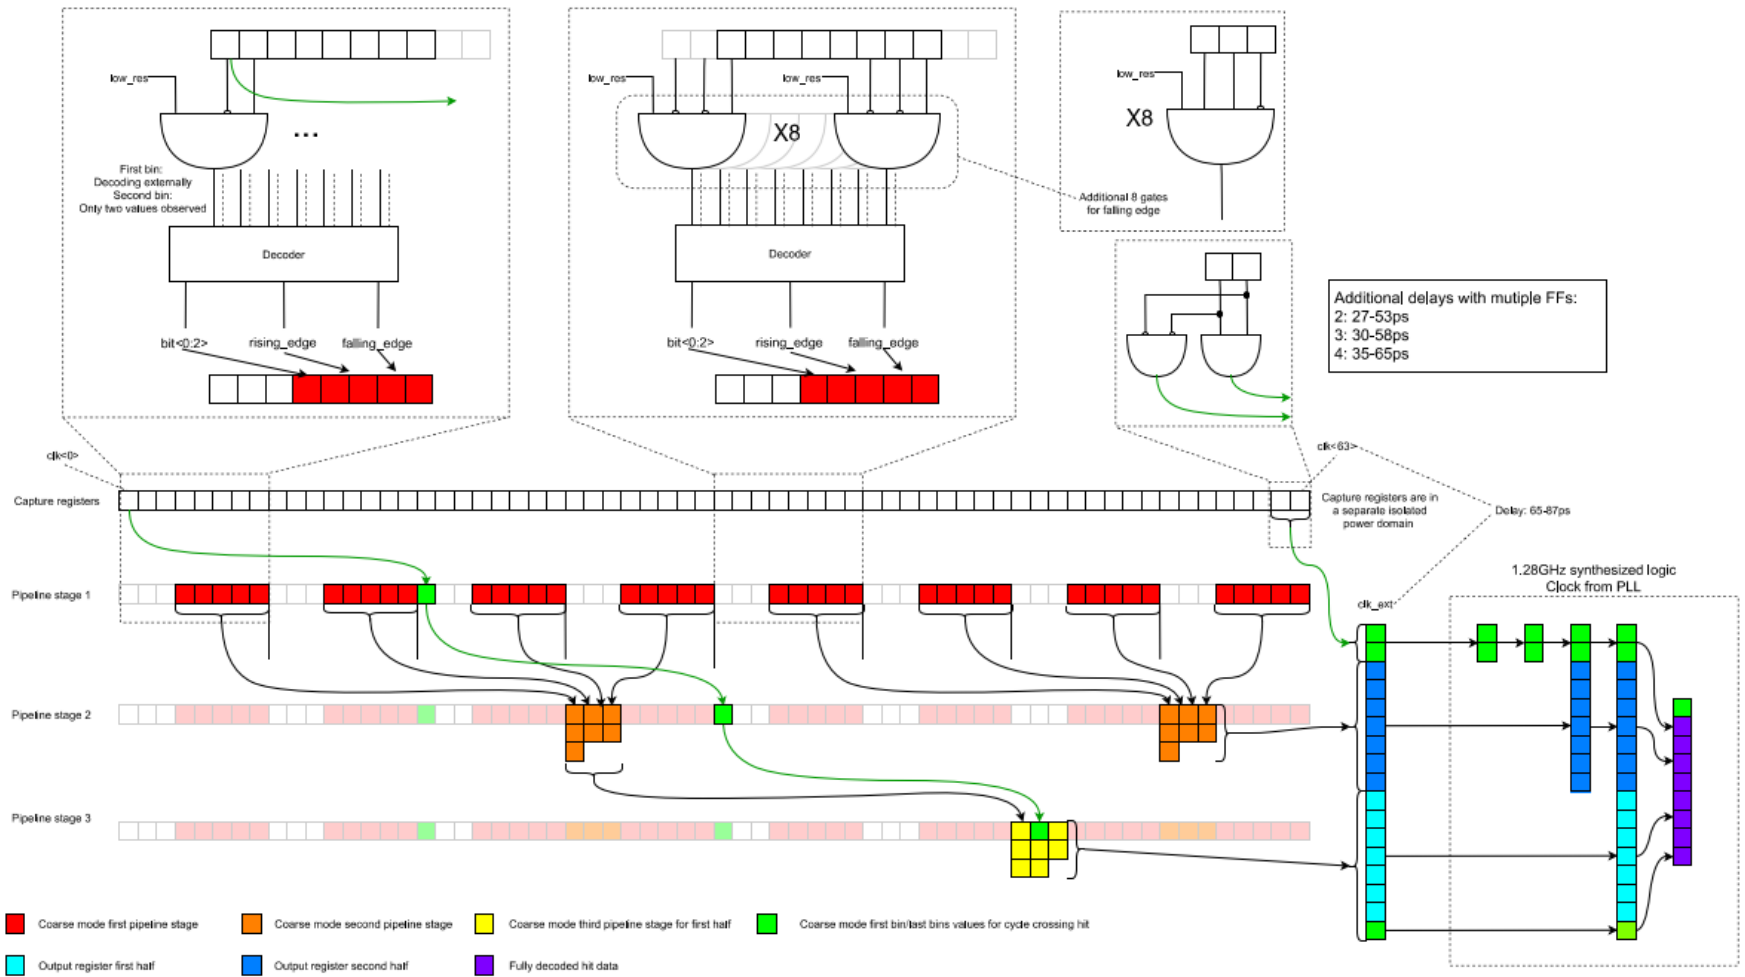 low_res
...
First bin:
Decoding externally
Second bin:
Only two values observed
Decoder
bit<0:2>
rising_edge
falling_edge
low_res
low_res
X8
Decoder
bit<0:2>
rising_edge
falling_edge
Additional 8 gates
for falling edge
low_res
X8
Additional delays with mutiple FFs:
2: 27-53ps
3: 30-58ps
4: 35-65ps
clk<0>
clk<63>
Capture registers
Capture registers are in
a separate isolated
power domain
Delay: 65-87ps
1.28GHz synthesized logic
Clock from PLL
Pipeline stage 1
clk_ext
Pipeline stage 2
Pipeline stage 3
Coarse mode first pipeline stage
Coarse mode second pipeline stage
Coarse mode third pipeline stage for first half
Coarse mode first bin/last bins values for cycle crossing hit
Output register first half
Output register second half
Fully decoded hit data